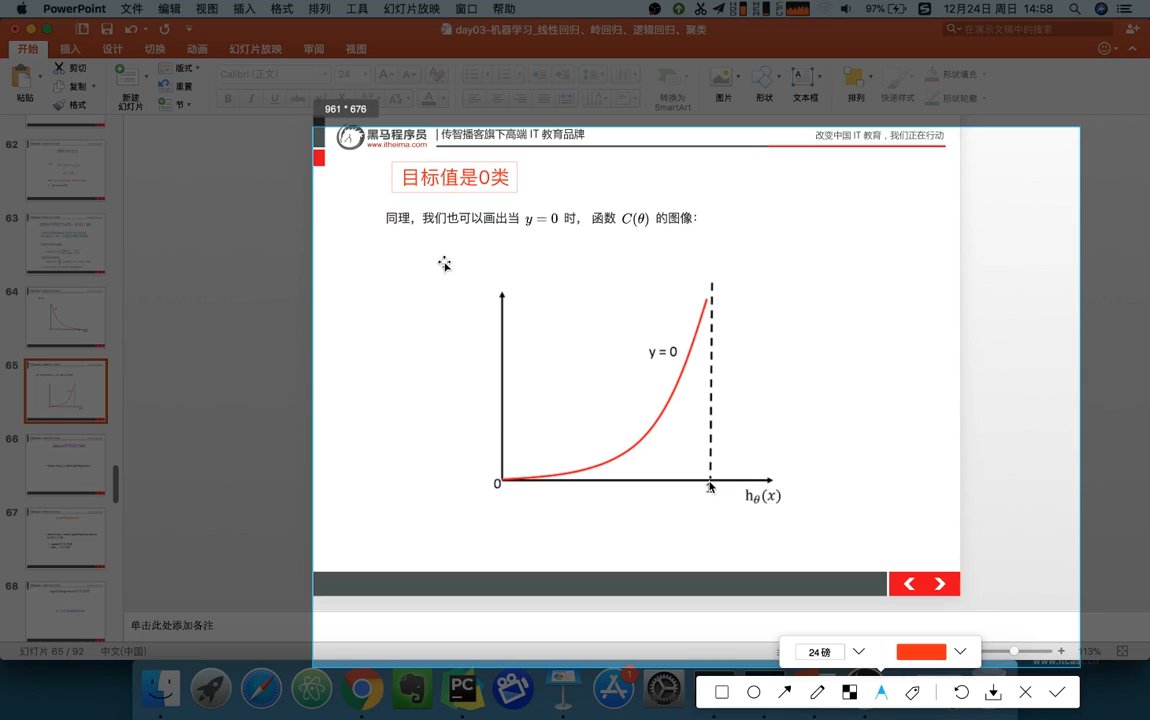 PowerPoint 文件 编辑 视图 插入 格式 排列 工具 幻灯片放映 窗口 帮助 97% 12月24日 周日 14:58
day03-机器学习_线性回归、岭回归、逻辑回归、聚类 在演示文稿中搜索
开始 插入 设计 切换 动画 幻灯片放映 审阅 视图
粘贴 剪切 复制 格式 新建幻灯片 版式 重置 节 Calibri (正文) 24 转换为 SmartArt 图片 形状 文本框 排列 快速样式 形状填充 形状轮廓
961 * 676
黑马程序员 | 传智播客旗下高端 IT 教育品牌 改变中国 IT 教育，我们正在行动
www.itheima.com
目标值是0类
同理，我们也可以画出当 y = 0 时， 函数 C(θ) 的图像：
y = 0
0
hθ(x)
62
63
64
65
66
67
68
单击此处添加备注
幻灯片 65 / 92 中文(中国) 113%
24 磅
PC
1